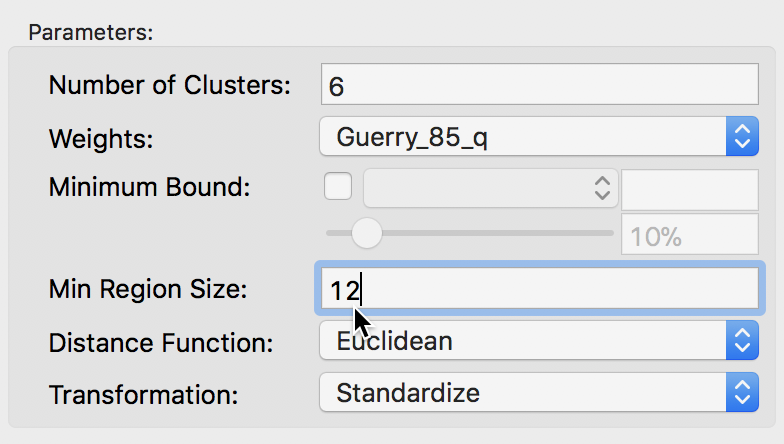 Parameters:
Number of Clusters: 6
Weights: Guerry_85_q
Minimum Bound:
10%
Min Region Size: 12
Distance Function: Euclidean
Transformation: Standardize